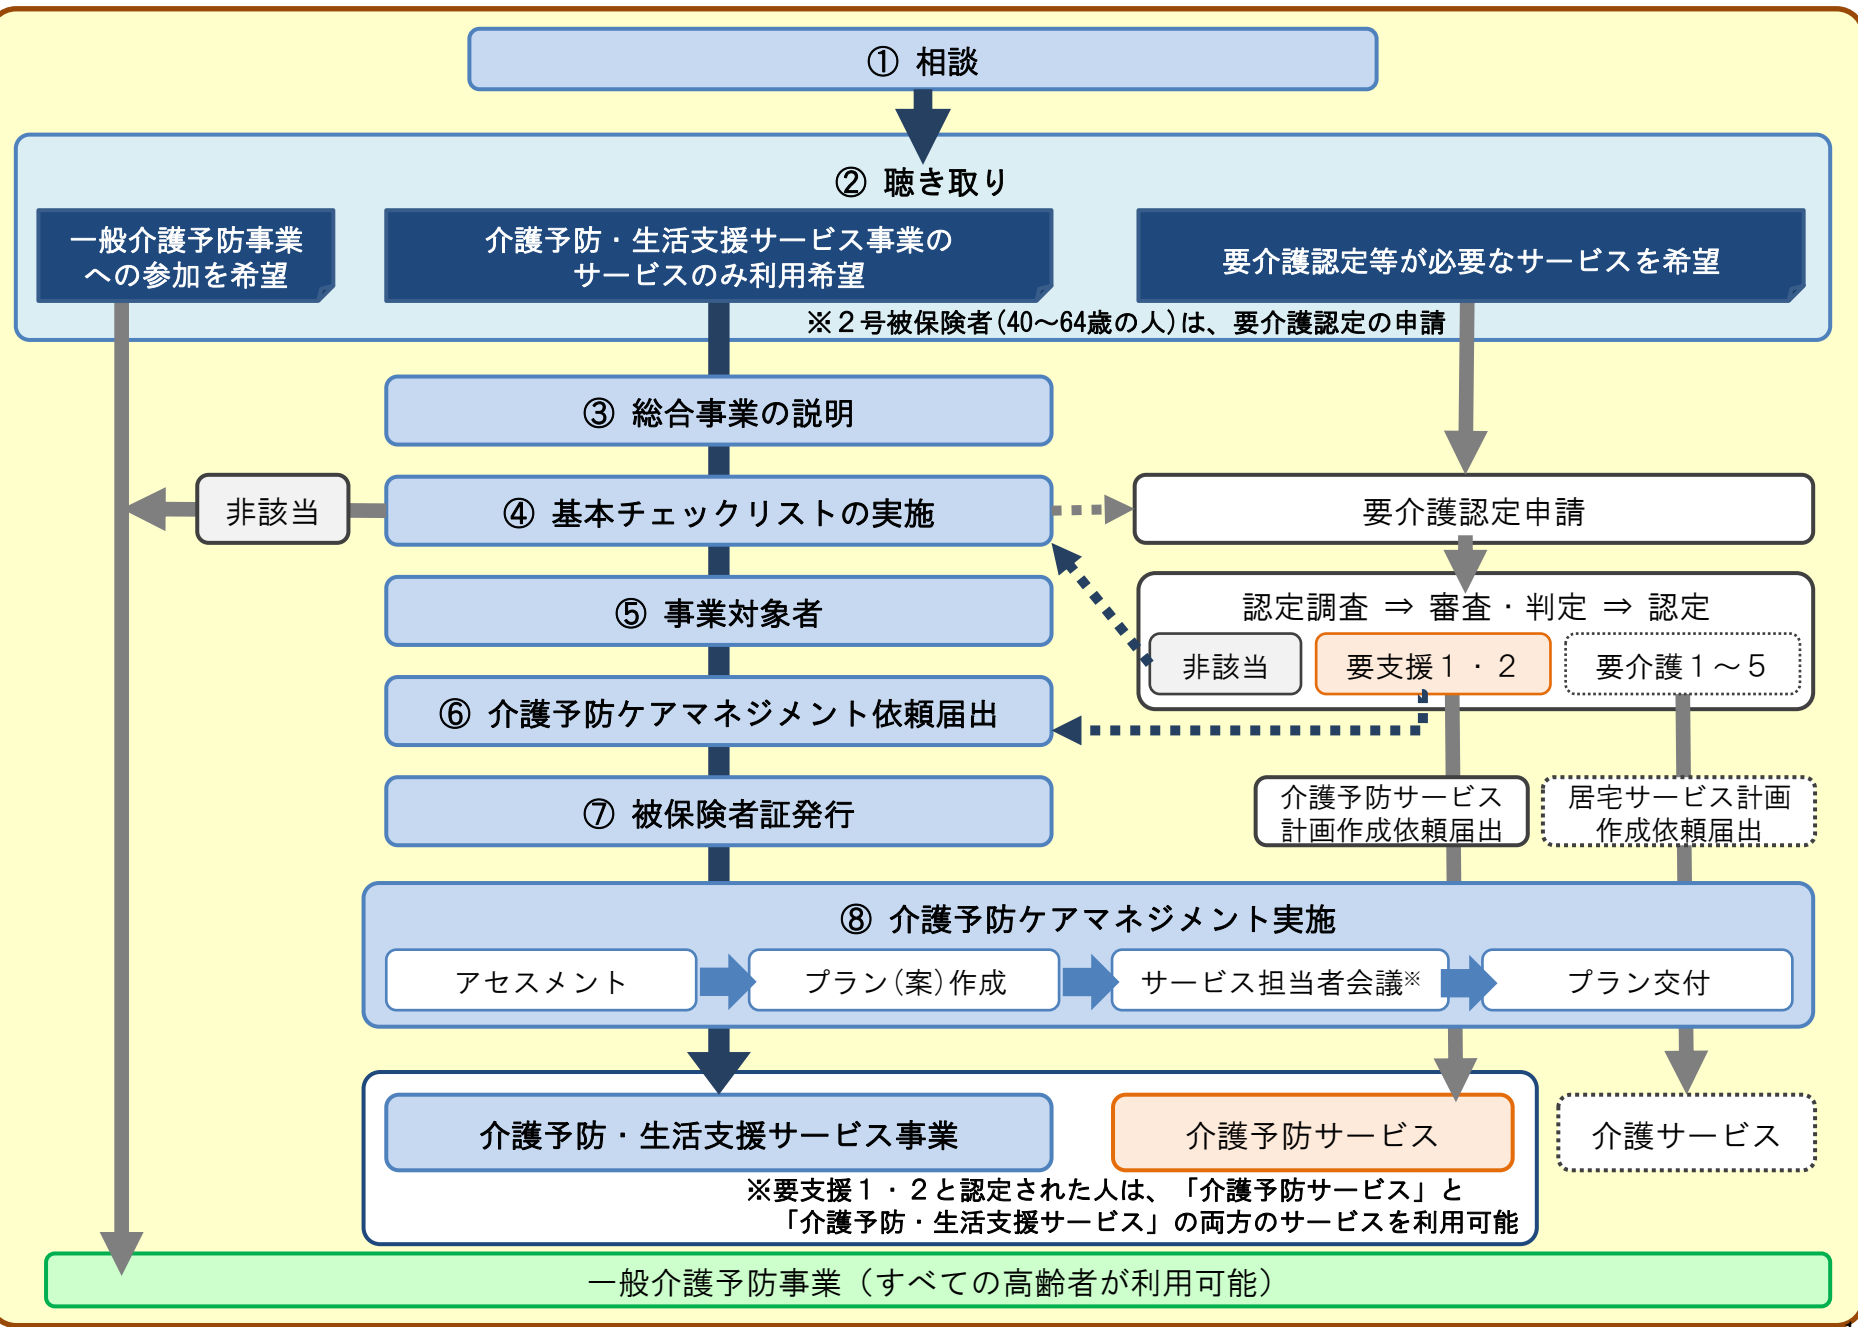 ① 相談
② 聴き取り
一般介護予防事業
への参加を希望
介護予防・生活支援サービス事業の
サービスのみ利用希望
要介護認定等が必要なサービスを希望
※２号被保険者(40～64歳の人)は、要介護認定の申請
③ 総合事業の説明
非該当
④ 基本チェックリストの実施
要介護認定申請
⑤ 事業対象者
認定調査 ⇒ 審査・判定 ⇒ 認定
非該当
要支援１・２
要介護１～５
⑥ 介護予防ケアマネジメント依頼届出
⑦ 被保険者証発行
介護予防サービス
計画作成依頼届出
居宅サービス計画
作成依頼届出
⑧ 介護予防ケアマネジメント実施
アセスメント
プラン(案)作成
サービス担当者会議※
プラン交付
介護予防・生活支援サービス事業
介護予防サービス
介護サービス
※要支援１・２と認定された人は、「介護予防サービス」と
「介護予防・生活支援サービス」の両方のサービスを利用可能
一般介護予防事業（すべての高齢者が利用可能）